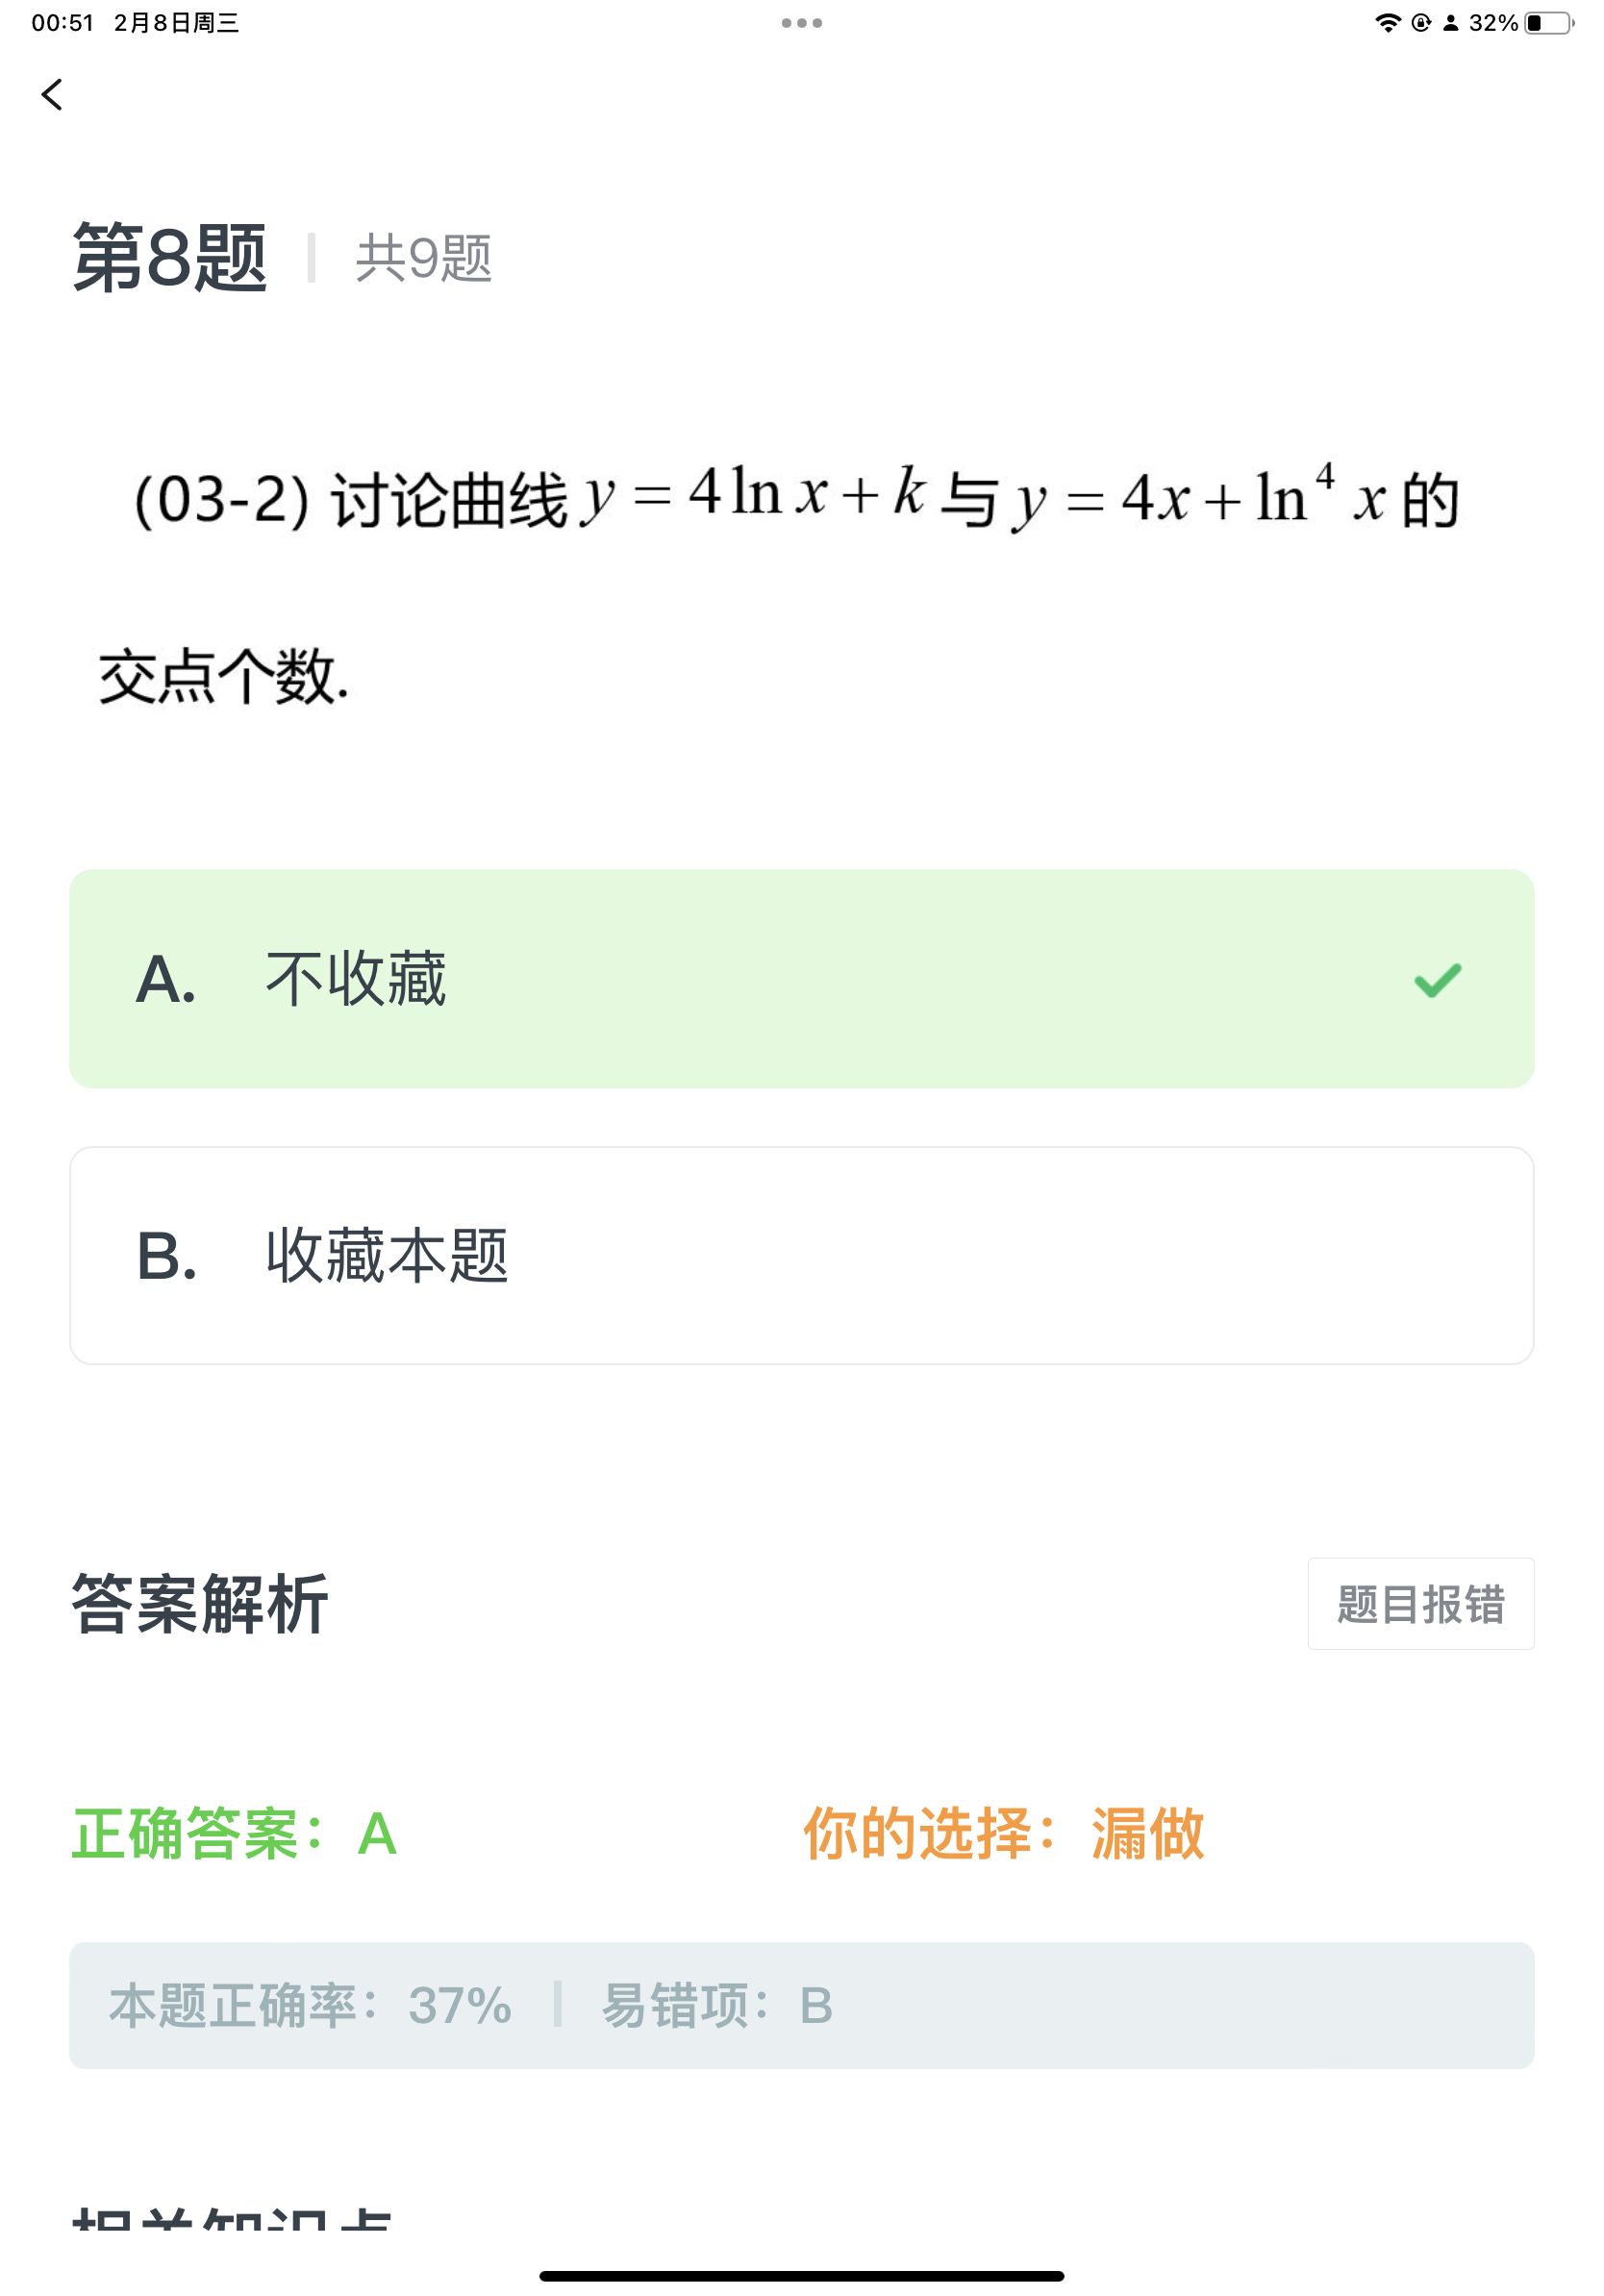 00:51 2月8日周三
32%
第8题 共9题
(03-2) 讨论曲线 y = 4 ln x + k 与 y = 4x + ln⁴ x 的
交点个数.
A. 不收藏
B. 收藏本题
答案解析
题目报错
正确答案：A 你的选择：漏做
本题正确率：37% 易错项：B